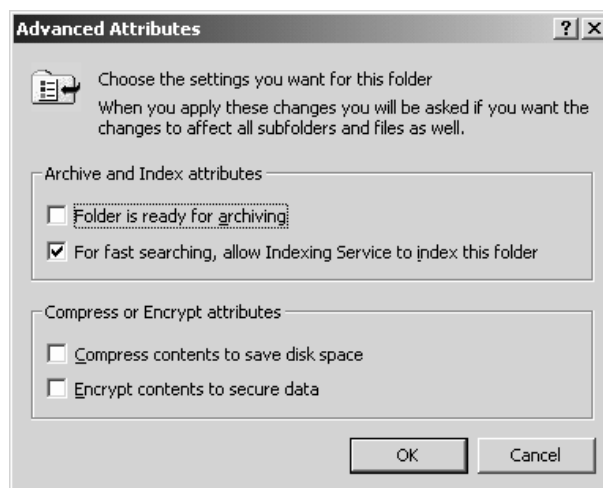 Advanced Attributes
Choose the settings you want for this folder
When you apply these changes you will be asked if you want the
changes to affect all subfolders and files as well.
Archive and Index attributes
Folder is ready for archiving
For fast searching, allow Indexing Service to index this folder
Compress or Encrypt attributes
Compress contents to save disk space
Encrypt contents to secure data
OK Cancel